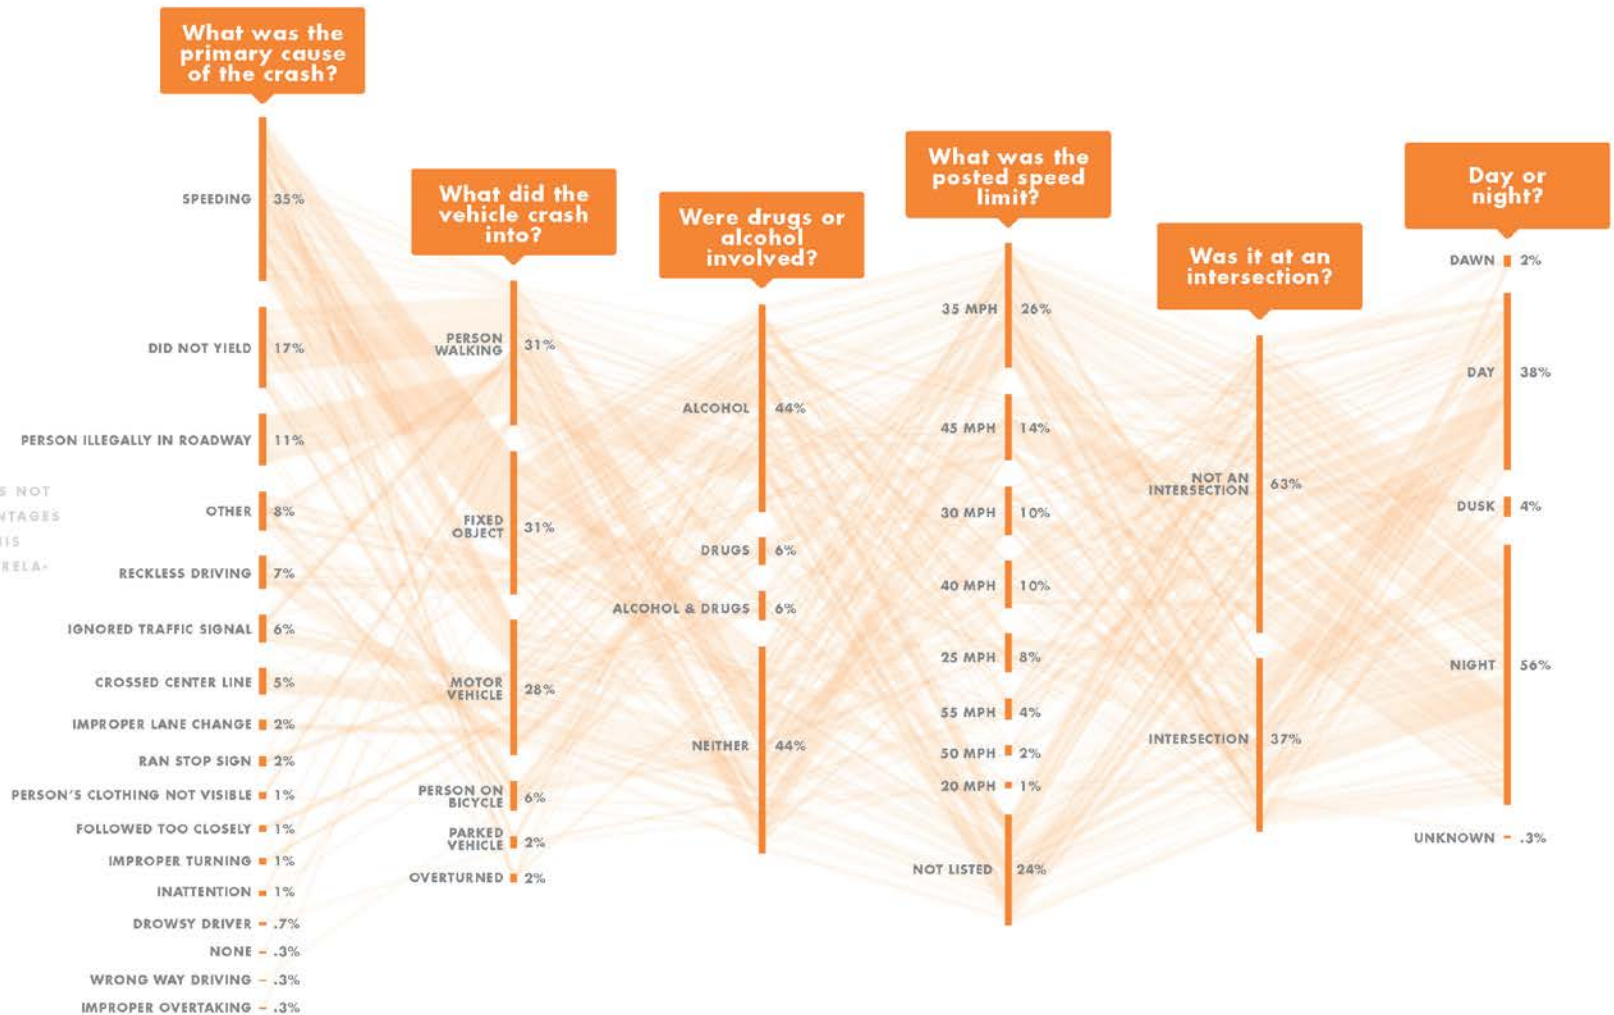 What was the
primary cause
of the crash?
SPEEDING 35%
DID NOT YIELD 17%
PERSON ILLEGALLY IN ROADWAY 11%
OTHER 8%
RECKLESS DRIVING 7%
IGNORED TRAFFIC SIGNAL 6%
CROSSED CENTER LINE 5%
IMPROPER LANE CHANGE 2%
RAN STOP SIGN 2%
PERSON'S CLOTHING NOT VISIBLE 1%
FOLLOWED TOO CLOSELY 1%
IMPROPER TURNING 1%
INATTENTION 1%
DROWSY DRIVER .7%
NONE .3%
WRONG WAY DRIVING .3%
IMPROPER OVERTAKING .3%
S NOT
NTAGES
HIS
RELA-
What did the
vehicle crash
into?
PERSON
WALKING 31%
FIXED
OBJECT 31%
MOTOR
VEHICLE 28%
PERSON ON
BICYCLE 6%
PARKED
VEHICLE 2%
OVERTURNED 2%
Were drugs or
alcohol
involved?
ALCOHOL 44%
DRUGS 6%
ALCOHOL & DRUGS 6%
NEITHER 44%
What was the
posted speed
limit?
35 MPH 26%
45 MPH 14%
30 MPH 10%
40 MPH 10%
25 MPH 8%
55 MPH 4%
50 MPH 2%
20 MPH 1%
NOT LISTED 24%
Was it at an
intersection?
NOT AN
INTERSECTION 63%
INTERSECTION 37%
Day or
night?
DAWN 2%
DAY 38%
DUSK 4%
NIGHT 56%
UNKNOWN .3%